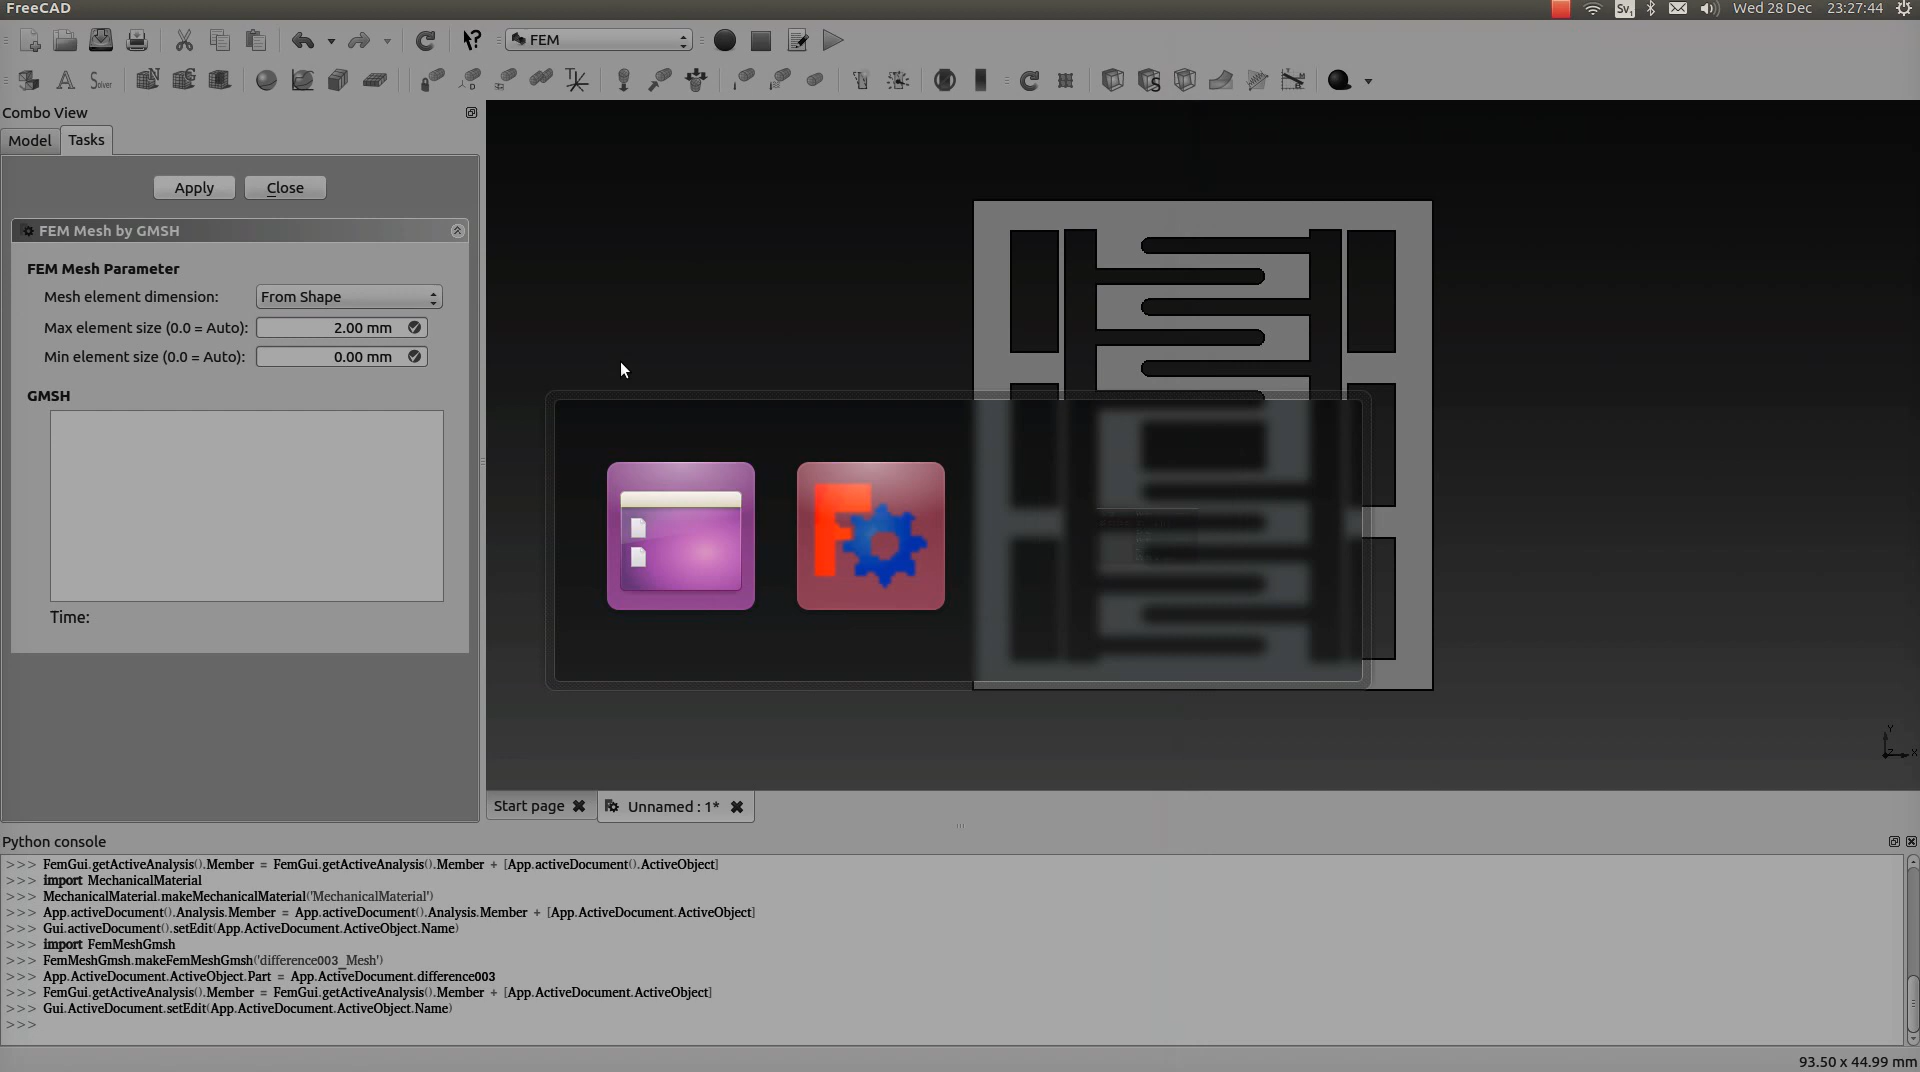 FreeCAD
Sv1
Wed 28 Dec 23:27:44
FEM
A
Solver
Combo View
Model
Tasks
Apply
Close
FEM Mesh by GMSH
FEM Mesh Parameter
Mesh element dimension:
From Shape
Max element size (0.0 = Auto):
2.00 mm
Min element size (0.0 = Auto):
0.00 mm
GMSH
Time:
Y
Z
X
Start page
Unnamed : 1*
Python console
>>> FemGui.getActiveAnalysis().Member = FemGui.getActiveAnalysis().Member + [App.activeDocument().ActiveObject]
>>> import MechanicalMaterial
>>> MechanicalMaterial.makeMechanicalMaterial('MechanicalMaterial')
>>> App.activeDocument().Analysis.Member = App.activeDocument().Analysis.Member + [App.ActiveDocument.ActiveObject]
>>> Gui.activeDocument().setEdit(App.ActiveDocument.ActiveObject.Name)
>>> import FemMeshGmsh
>>> FemMeshGmsh.makeFemMeshGmsh('difference003_Mesh')
>>> App.ActiveDocument.ActiveObject.Part = App.ActiveDocument.difference003
>>> FemGui.getActiveAnalysis().Member = FemGui.getActiveAnalysis().Member + [App.ActiveDocument.ActiveObject]
>>> Gui.ActiveDocument.setEdit(App.ActiveDocument.ActiveObject.Name)
>>>
93.50 x 44.99 mm